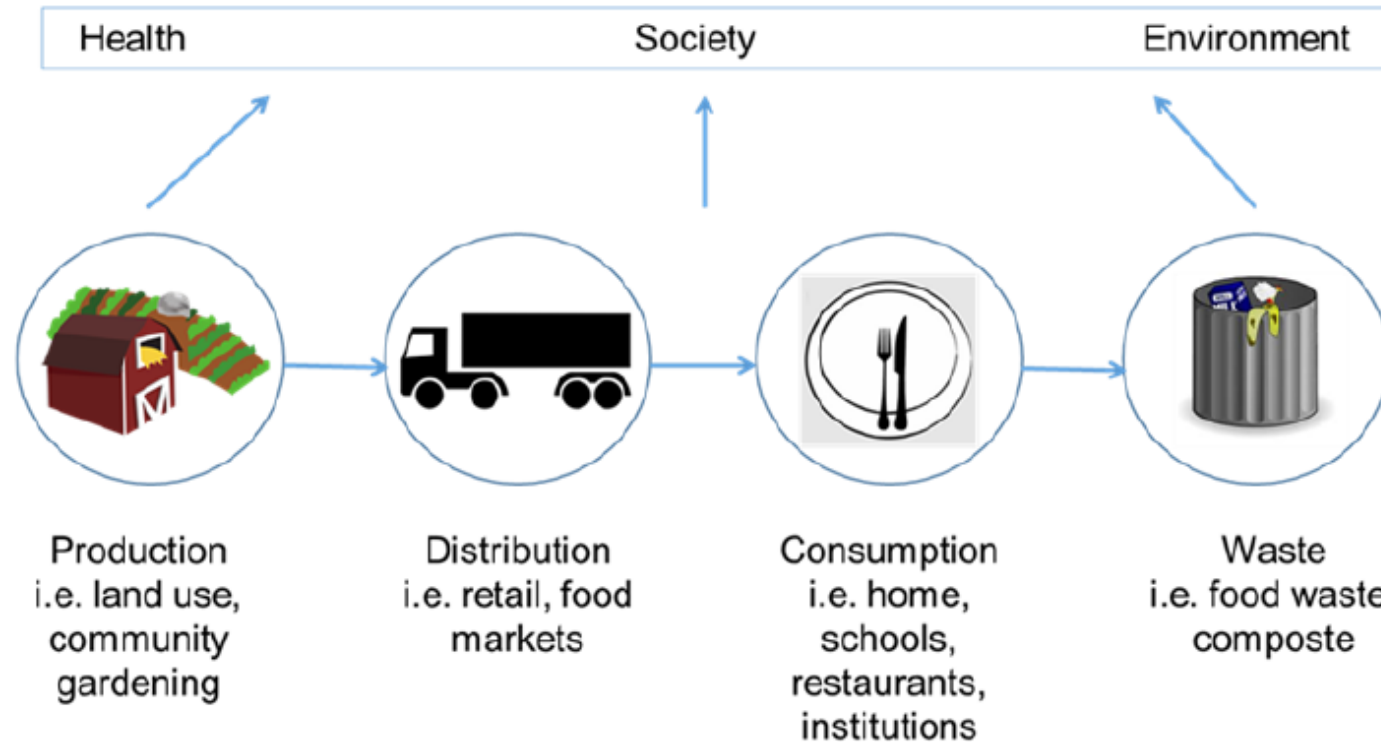 Health Society Environment
Production
i.e. land use,
community
gardening
Distribution
i.e. retail, food
markets
Consumption
i.e. home,
schools,
restaurants,
institutions
Waste
i.e. food waste
composte